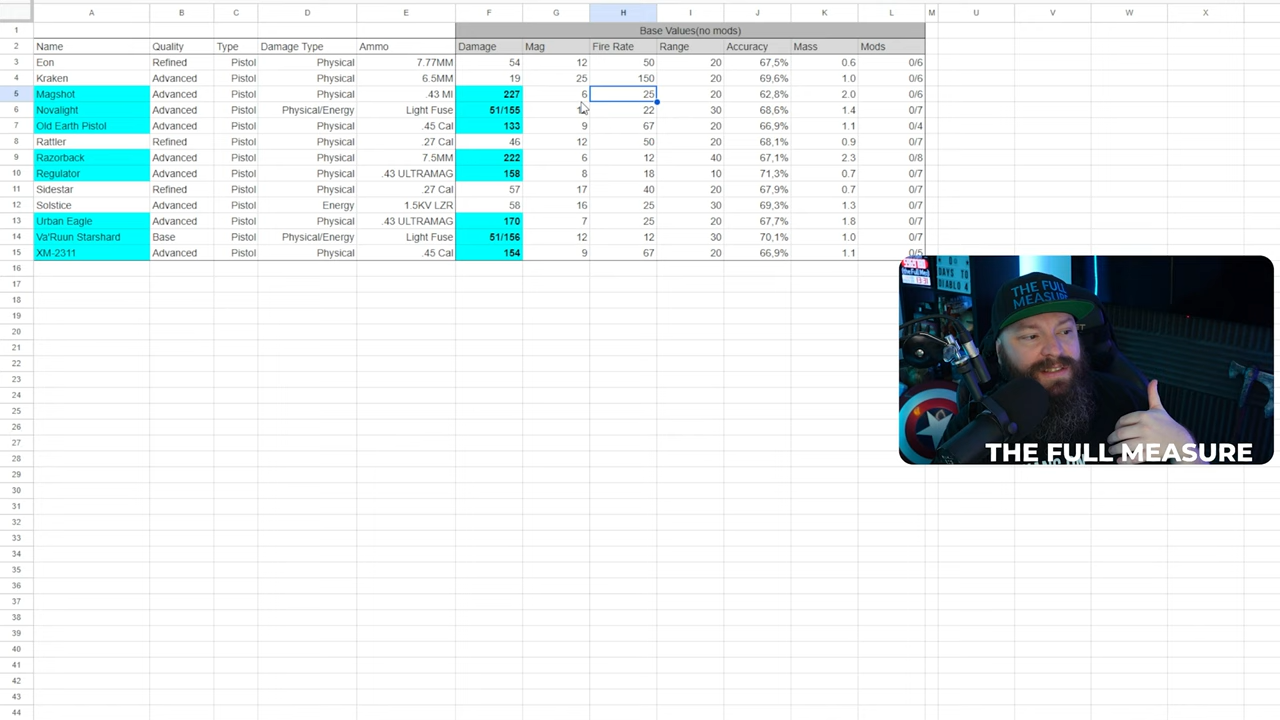 A B C D E F G H I J K L M U V W X
1 Base Values(no mods)
2 Name Quality Type Damage Type Ammo Damage Mag Fire Rate Range Accuracy Mass Mods
3 Eon Refined Pistol Physical 7.77MM 54 12 50 20 67,5% 0.6 0/6
4 Kraken Advanced Pistol Physical 6.5MM 19 25 150 20 69,6% 1.0 0/6
5 Magshot Advanced Pistol Physical .43 MI 227 6 25 20 62,8% 2.0 0/6
6 Novalight Advanced Pistol Physical/Energy Light Fuse 51/155 22 30 68,6% 1.4 0/7
7 Old Earth Pistol Advanced Pistol Physical .45 Cal 133 9 67 20 66,9% 1.1 0/4
8 Rattler Refined Pistol Physical .27 Cal 46 12 50 20 68,1% 0.9 0/7
9 Razorback Advanced Pistol Physical 7.5MM 222 6 12 40 67,1% 2.3 0/8
10 Regulator Advanced Pistol Physical .43 ULTRAMAG 158 8 18 10 71,3% 0.7 0/7
11 Sidestar Refined Pistol Physical .27 Cal 57 17 40 20 67,9% 0.7 0/7
12 Solstice Advanced Pistol Energy 1.5KV LZR 58 16 25 30 69,3% 1.3 0/7
13 Urban Eagle Advanced Pistol Physical .43 ULTRAMAG 170 7 25 20 67,7% 1.8 0/7
14 Va'Ruun Starshard Base Pistol Physical/Energy Light Fuse 51/156 12 12 30 70,1% 1.0 0/7
15 XM-2311 Advanced Pistol Physical .45 Cal 154 9 67 20 66,9% 1.1 0/5
16
17
18
19
20
21
22
23
24
25
26
27
28
29
30
31
32
33
34
35
36
37
38
39
40
41
42
43
44
DAYS TO
DIABLO 4
THE FULL
MEASURE
THE FULL MEASURE